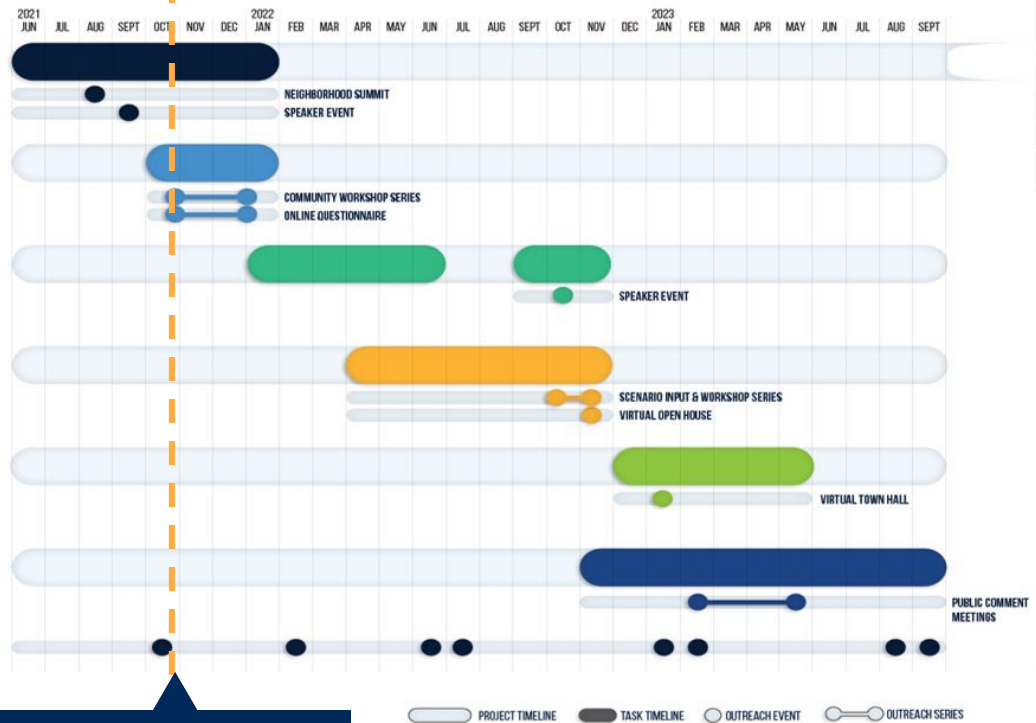 2021 2022 2023
JUN JUL AUG SEPT OCT NOV DEC JAN FEB MAR APR MAY JUN JUL AUG SEPT OCT NOV DEC JAN FEB MAR APR MAY JUN JUL AUG SEPT
NEIGHBORHOOD SUMMIT
SPEAKER EVENT
COMMUNITY WORKSHOP SERIES
ONLINE QUESTIONNAIRE
SPEAKER EVENT
SCENARIO INPUT & WORKSHOP SERIES
VIRTUAL OPEN HOUSE
VIRTUAL TOWN HALL
PUBLIC COMMENT
MEETINGS
PROJECT TIMELINE TASK TIMELINE OUTREACH EVENT OUTREACH SERIES